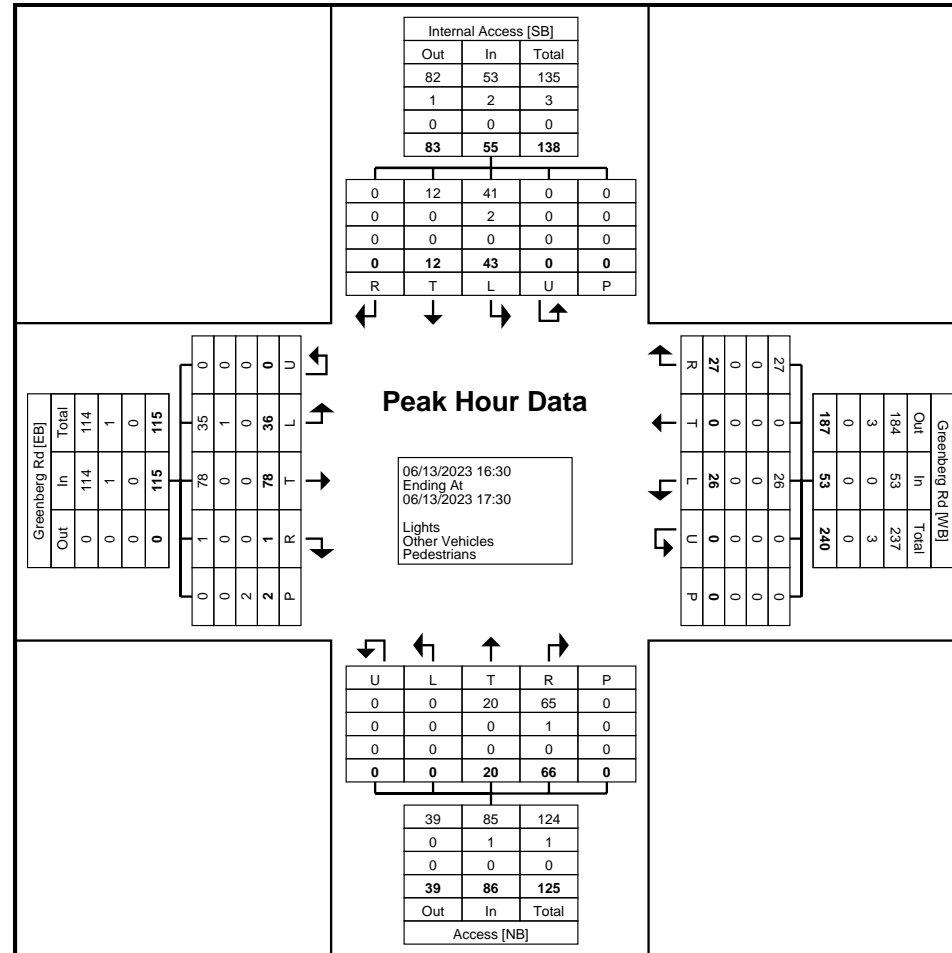 Internal Access [SB]
Out In Total
82 53 135
1 2 3
0 0 0
83 55 138
0 12 41 0 0
0 0 2 0 0
0 0 0 0 0
0 12 43 0 0
R T L U P
Greenberg Rd [EB]
Total 114 1 0 115
In 114 1 0 115
Out 0 0 0 0
0 0 0 0 U
35 1 0 36 L
78 0 0 78 T
1 0 0 1 R
0 0 2 2 P
Peak Hour Data
06/13/2023 16:30
Ending At
06/13/2023 17:30
Lights
Other Vehicles
Pedestrians
R 27 0 0 27
T 0 0 0 0
L 26 0 0 26
U 0 0 0 0
P 0 0 0 0
187 0 3 184 Out
53 0 0 53 In
240 0 3 237 Total
Greenberg Rd [WB]
U L T R P
0 0 20 65 0
0 0 0 1 0
0 0 0 0 0
0 0 20 66 0
39 85 124
0 1 1
0 0 0
39 86 125
Out In Total
Access [NB]